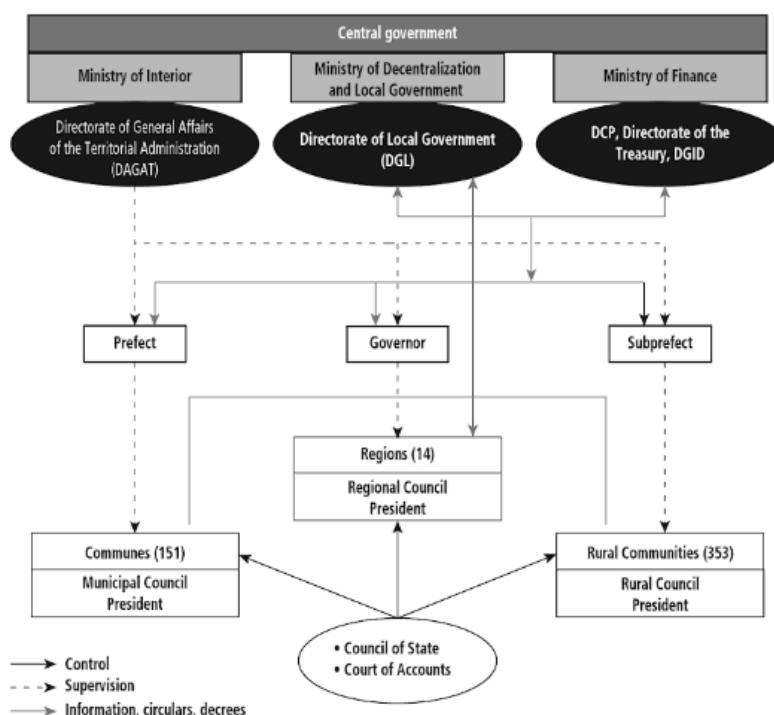 Central government
Ministry of Interior
Ministry of Decentralization
and Local Government
Ministry of Finance
Directorate of General Affairs
of the Territorial Administration
(DAGAT)
Directorate of Local Government
(DGL)
DCP, Directorate of the
Treasury, DGID
Prefect
Governor
Subprefect
Regions (14)
Regional Council
President
Communes (151)
Municipal Council
President
Rural Communities (353)
Rural Council
President
• Council of State
• Court of Accounts
Control
Supervision
Information, circulars, decrees